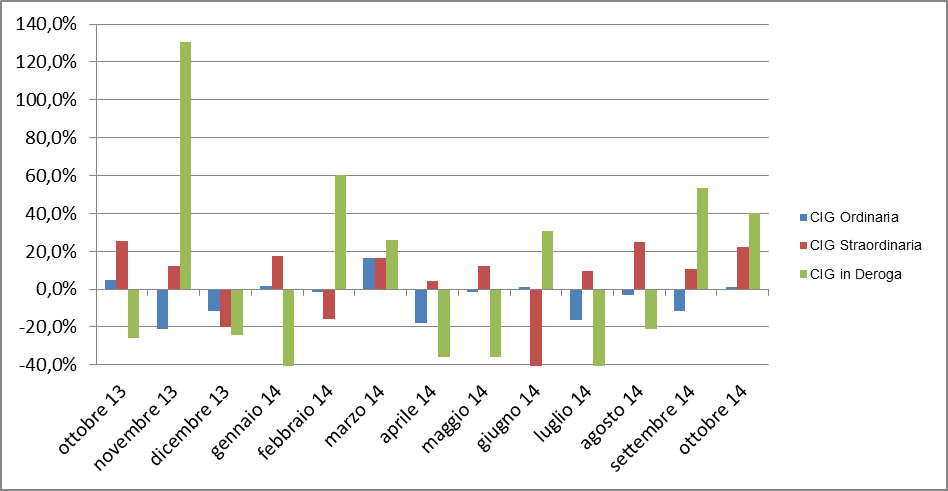 140,0%
120,0%
100,0%
80,0%
60,0%
40,0%
20,0%
0,0%
-20,0%
-40,0%
ottobre 13
novembre 13
dicembre 13
gennaio 14
febbraio 14
marzo 14
aprile 14
maggio 14
giugno 14
luglio 14
agosto 14
settembre 14
ottobre 14
CIG Ordinaria
CIG Straordinaria
CIG in Deroga